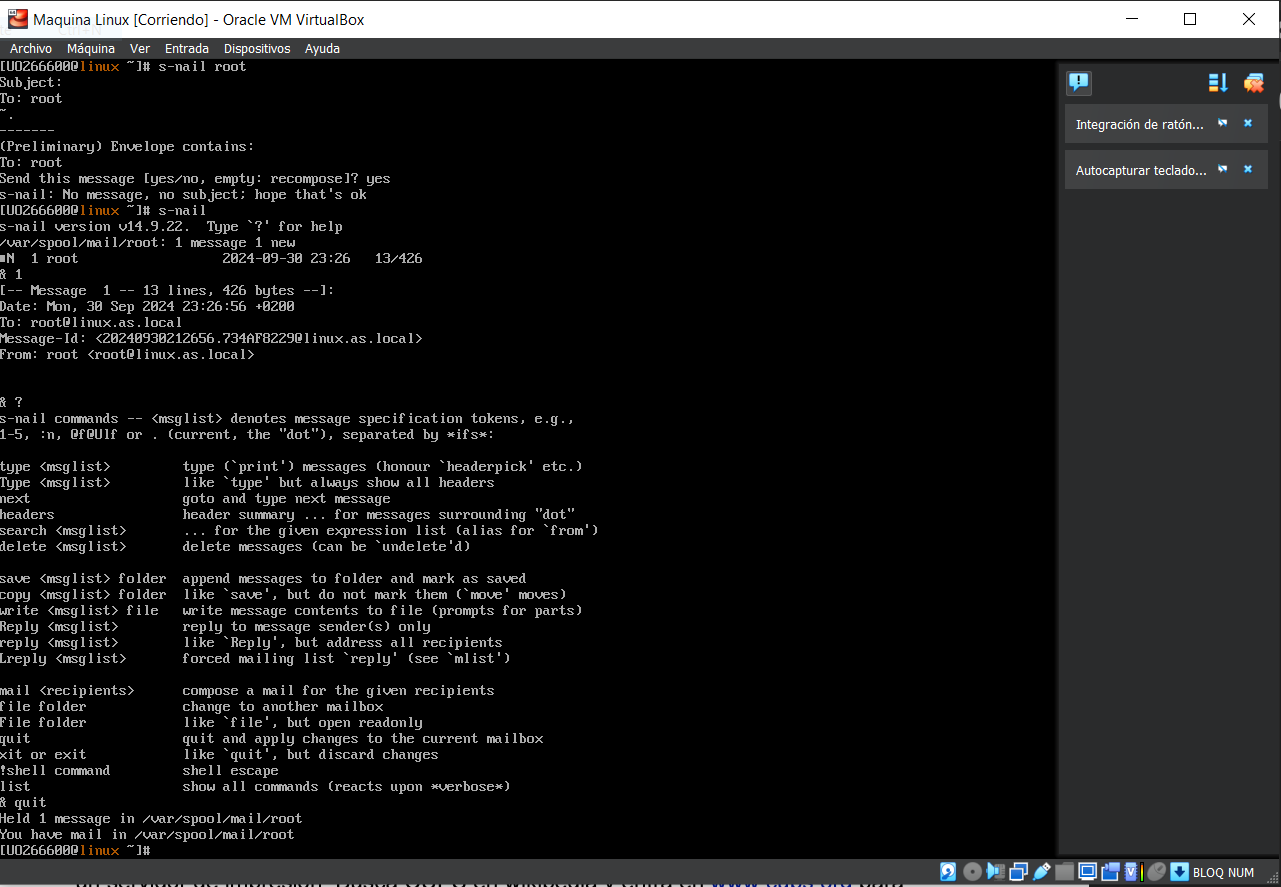 Maquina Linux [Corriendo] - Oracle VM VirtualBox
Archivo Máquina Ver Entrada Dispositivos Ayuda
[UO266600@linux ~]# s-nail root
Subject:
To: root
~.
-------
(Preliminary) Envelope contains:
To: root
Send this message [yes/no, empty: recompose]? yes
s-nail: No message, no subject; hope that's ok
[UO266600@linux ~]# s-nail
s-nail version v14.9.22.  Type `?' for help
/var/spool/mail/root: 1 message 1 new
■N  1 root                  2024-09-30 23:26   13/426
& 1
[-- Message  1 -- 13 lines, 426 bytes --]:
Date: Mon, 30 Sep 2024 23:26:56 +0200
To: root@linux.as.local
Message-Id: <20240930212656.734AF8229@linux.as.local>
From: root <root@linux.as.local>
& ?
s-nail commands -- <msglist> denotes message specification tokens, e.g.,
1-5, :n, @f@Ulf or . (current, the "dot"), separated by *ifs*:
type <msglist>         type (`print') messages (honour `headerpick' etc.)
Type <msglist>         like `type' but always show all headers
next                   goto and type next message
headers                header summary ... for messages surrounding "dot"
search <msglist>       ... for the given expression list (alias for `from')
delete <msglist>       delete messages (can be `undelete'd)
save <msglist> folder  append messages to folder and mark as saved
copy <msglist> folder  like `save', but do not mark them (`move' moves)
write <msglist> file   write message contents to file (prompts for parts)
Reply <msglist>        reply to message sender(s) only
reply <msglist>        like `Reply', but address all recipients
Lreply <msglist>       forced mailing list `reply' (see `mlist')
mail <recipients>      compose a mail for the given recipients
file folder            change to another mailbox
File folder            like `file', but open readonly
quit                   quit and apply changes to the current mailbox
xit or exit            like `quit', but discard changes
!shell command         shell escape
list                   show all commands (reacts upon *verbose*)
& quit
Held 1 message in /var/spool/mail/root
You have mail in /var/spool/mail/root
[UO266600@linux ~]#
Integración de ratón...
Autocapturar teclado...
BLOQ NUM